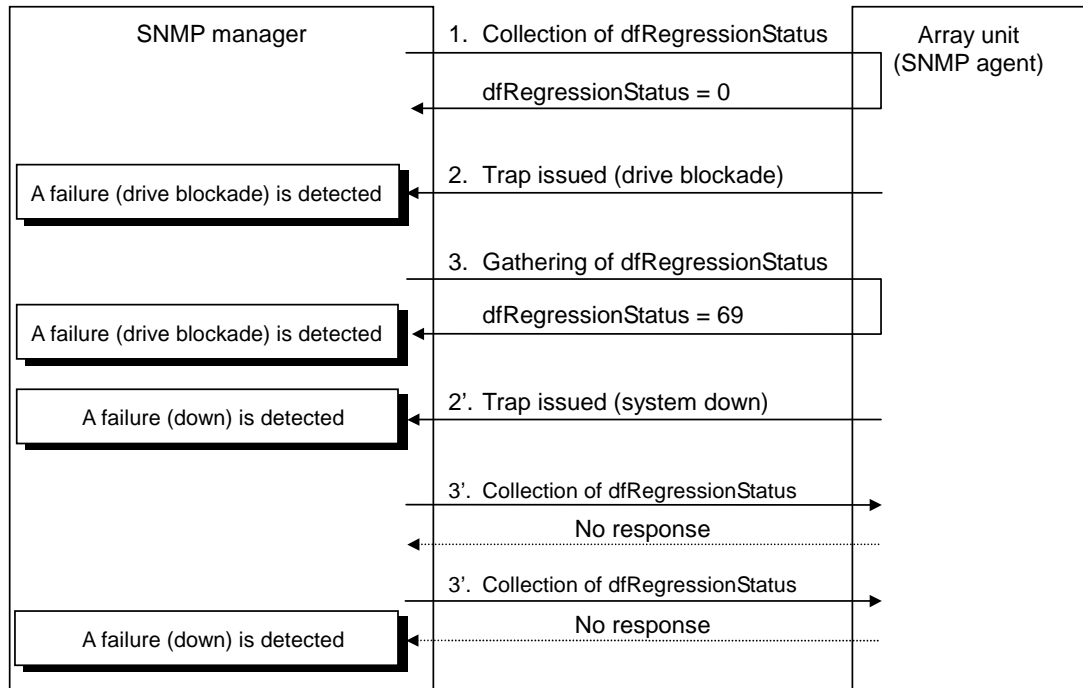 SNMP manager
1. Collection of dfRegressionStatus
Array unit
(SNMP agent)
dfRegressionStatus = 0
A failure (drive blockade) is detected
2. Trap issued (drive blockade)
3. Gathering of dfRegressionStatus
A failure (drive blockade) is detected
dfRegressionStatus = 69
A failure (down) is detected
2'. Trap issued (system down)
3’. Collection of dfRegressionStatus
No response
3’. Collection of dfRegressionStatus
No response
A failure (down) is detected